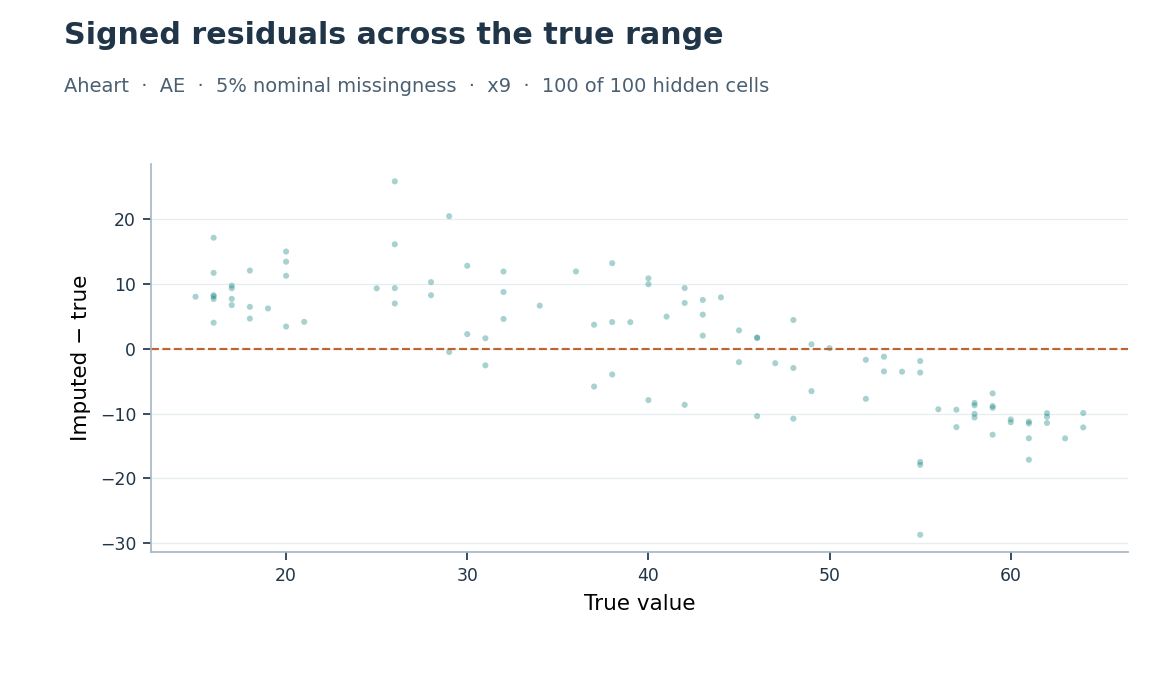 Signed residuals across the true range
Aheart · AE · 5% nominal missingness · x9 · 100 of 100 hidden cells
Imputed − true
20
10
0
−10
−20
−30
20 30 40 50 60
True value